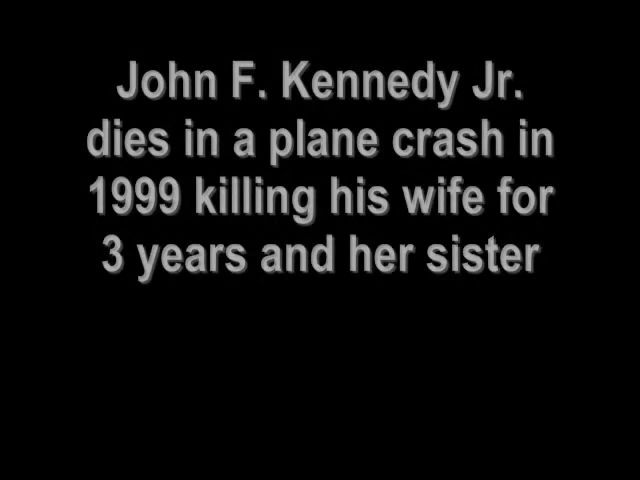 John F. Kennedy Jr.
dies in a plane crash in
1999 killing his wife for
3 years and her sister